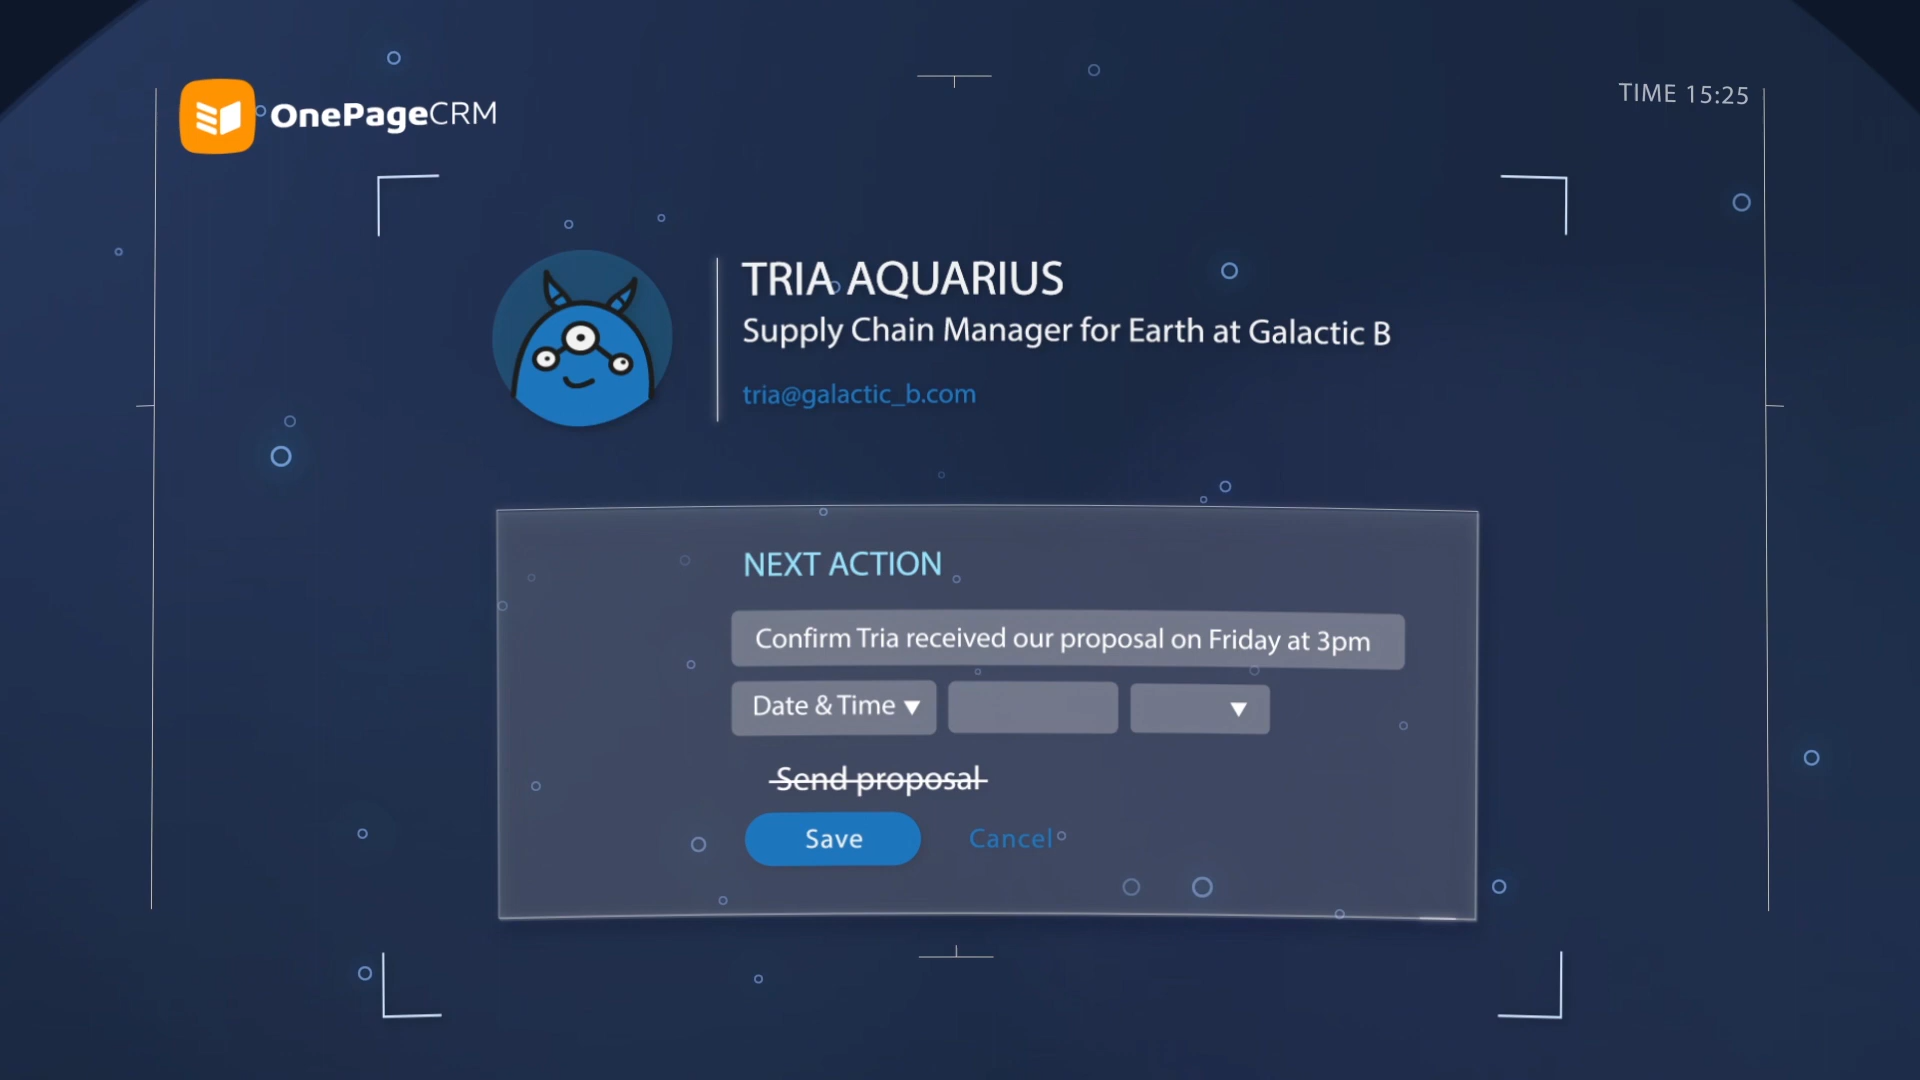 OnePageCRM
TIME 15:25
TRIA AQUARIUS
Supply Chain Manager for Earth at Galactic B
tria@galactic_b.com
NEXT ACTION
Confirm Tria received our proposal on Friday at 3pm
Date & Time
Send proposal
Save
Cancel